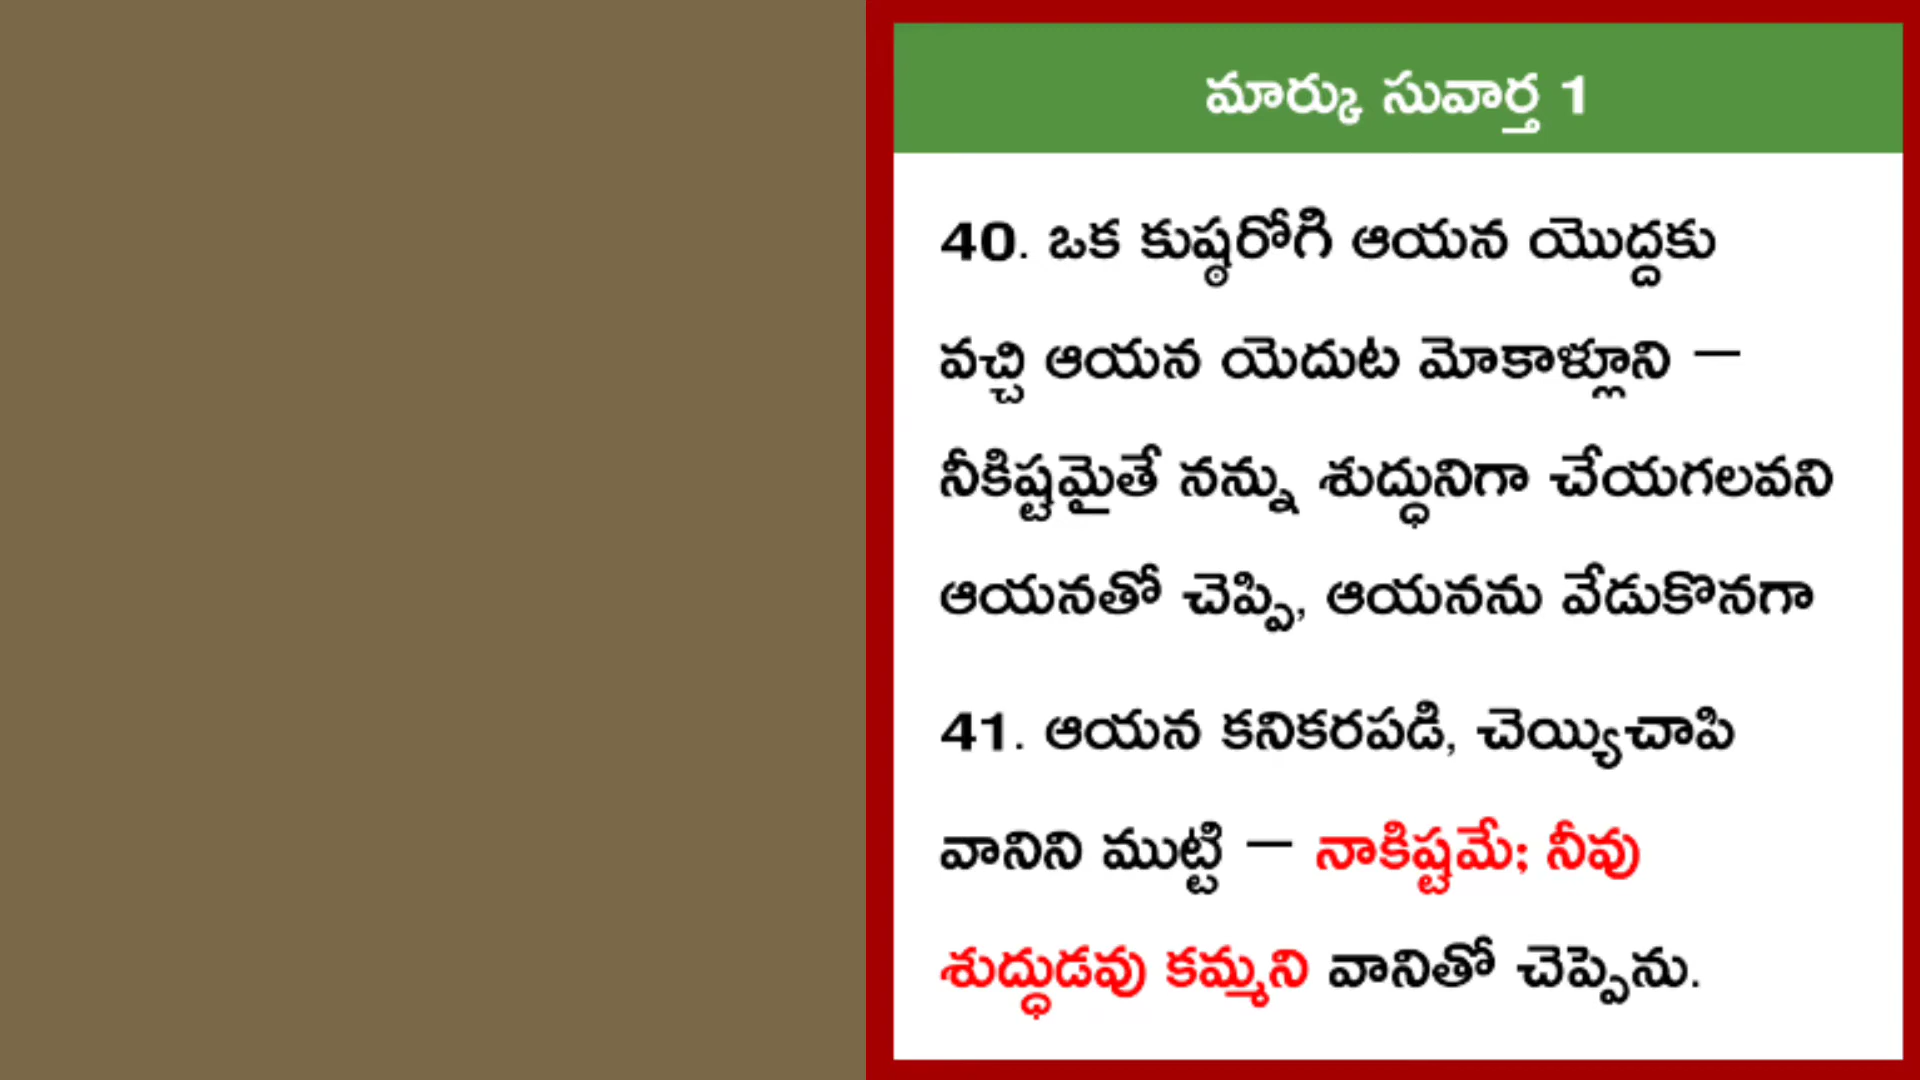 మార్కు సువార్త 1
40. ఒక కుష్ఠరోగి ఆయన యొద్దకు
వచ్చి ఆయన యెదుట మోకాళ్లూని –
నీకిష్టమైతే నన్ను శుద్ధునిగా చేయగలవని
ఆయనతో చెప్పి, ఆయనను వేడుకొనగా
41. ఆయన కనికరపడి, చెయ్యిచాపి
వానిని ముట్టి – నాకిష్టమే; నీవు
శుద్ధుడవు కమ్మని వానితో చెప్పెను.